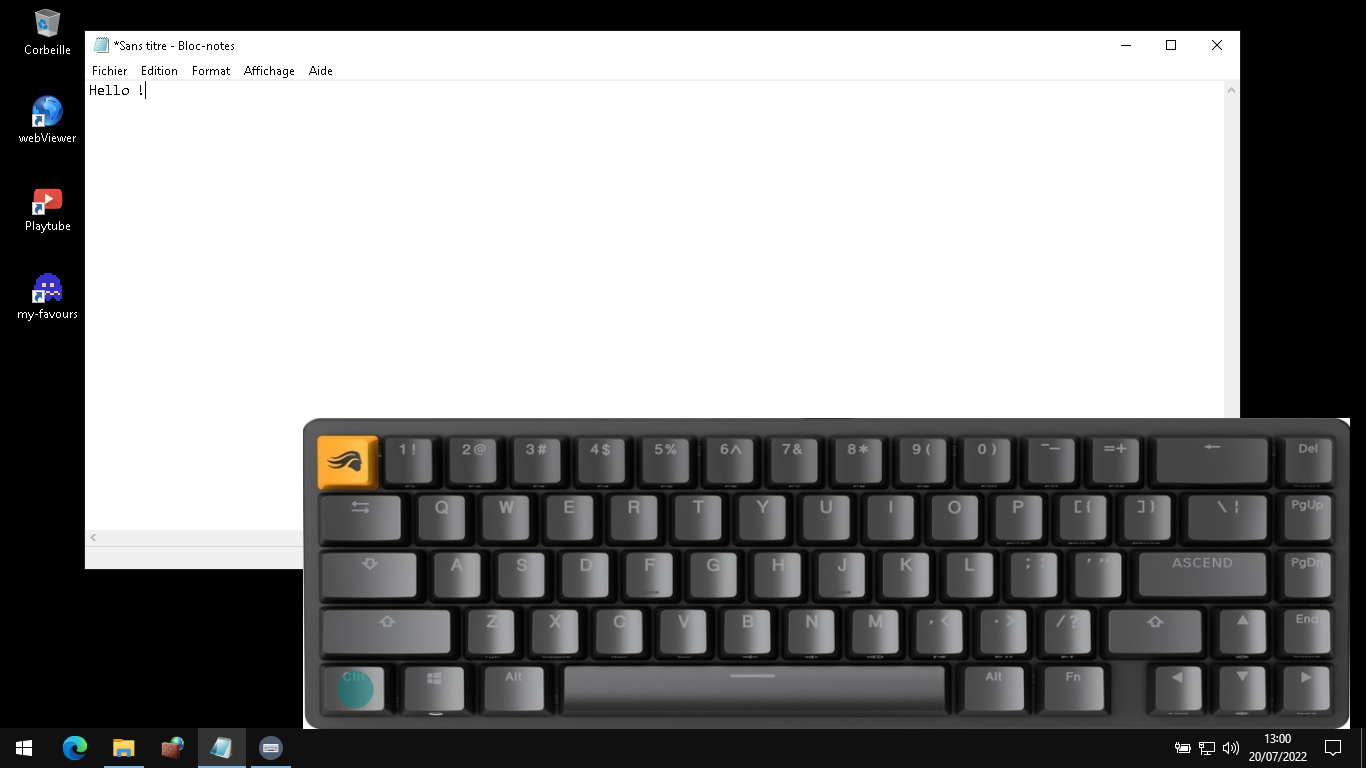 Corbeille
webViewer
Playtube
my-favours
*Sans titre - Bloc-notes
Fichier Edition Format Affichage Aide
Hello !
1! 2@ 3# 4$ 5% 6^ 7& 8* 9( 0) -- =+ Del
Q W E R T Y U I O P [{ ]} \¦ PgUp
A S D F G H J K L ;: '" ASCEND PgDn
Z X C V B N M ,< .> /? End
Ctrl Alt Alt Fn
13:00
20/07/2022